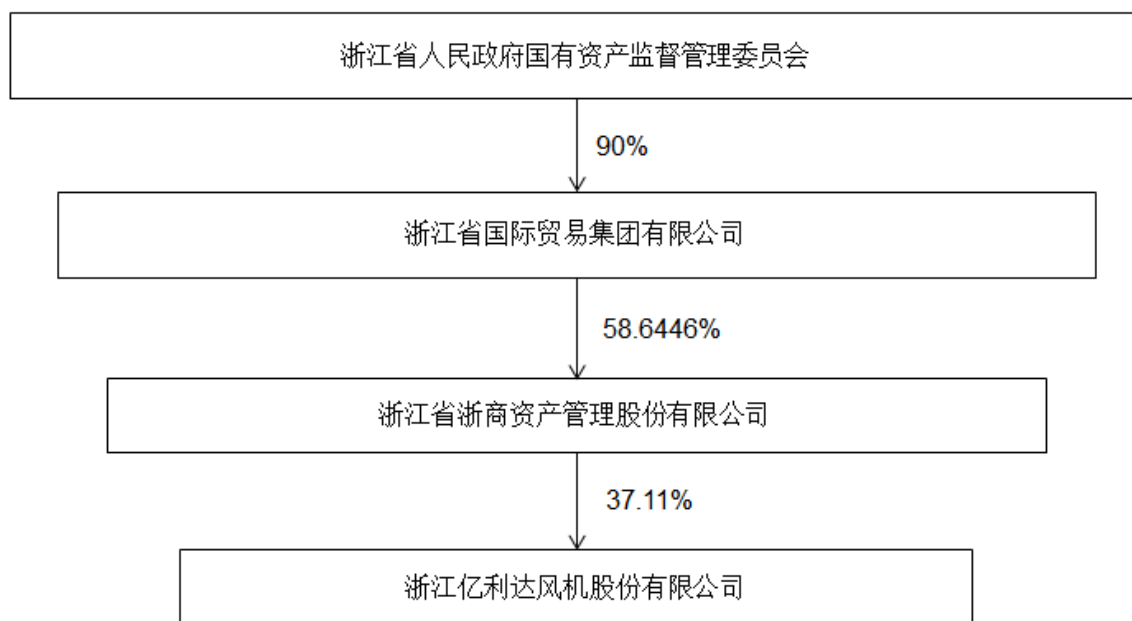 浙江省人民政府国有资产监督管理委员会
90%
浙江省国际贸易集团有限公司
58.6446%
浙江省浙商资产管理股份有限公司
37.11%
浙江亿利达风机股份有限公司